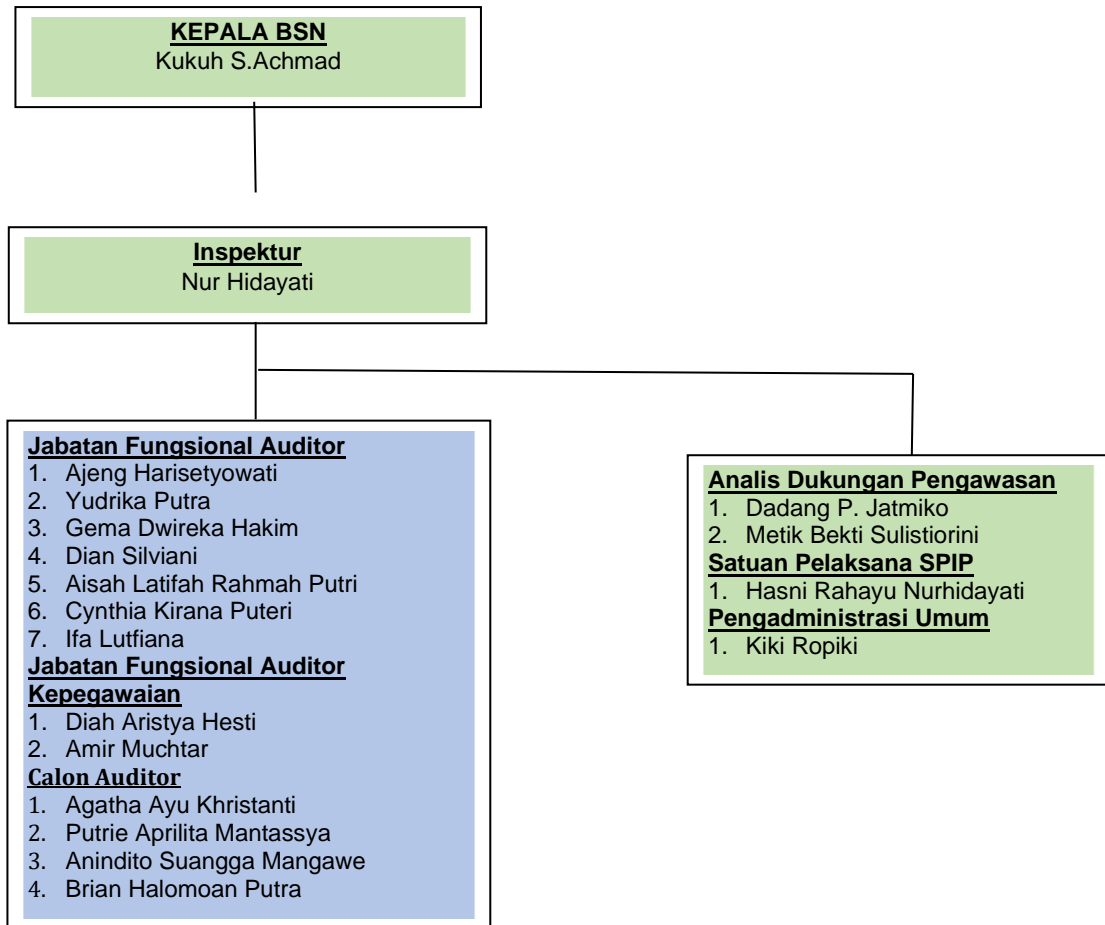 KEPALA BSN
Kukuh S.Achmad
Inspektur
Nur Hidayati
Jabatan Fungsional Auditor
1. Ajeng Harisetyowati
2. Yudrika Putra
3. Gema Dwireka Hakim
4. Dian Silviani
5. Aisah Latifah Rahmah Putri
6. Cynthia Kirana Puteri
7. Ifa Lutfiana
Jabatan Fungsional Auditor
Kepegawaian
1. Diah Aristya Hesti
2. Amir Muchtar
Calon Auditor
1. Agatha Ayu Khristanti
2. Putrie Aprilita Mantassya
3. Anindito Suangga Mangawe
4. Brian Halomoan Putra
Analis Dukungan Pengawasan
1. Dadang P. Jatmiko
2. Metik Bekti Sulistiorini
Satuan Pelaksana SPIP
1. Hasni Rahayu Nurhidayati
Pengadministrasi Umum
1. Kiki Ropiki